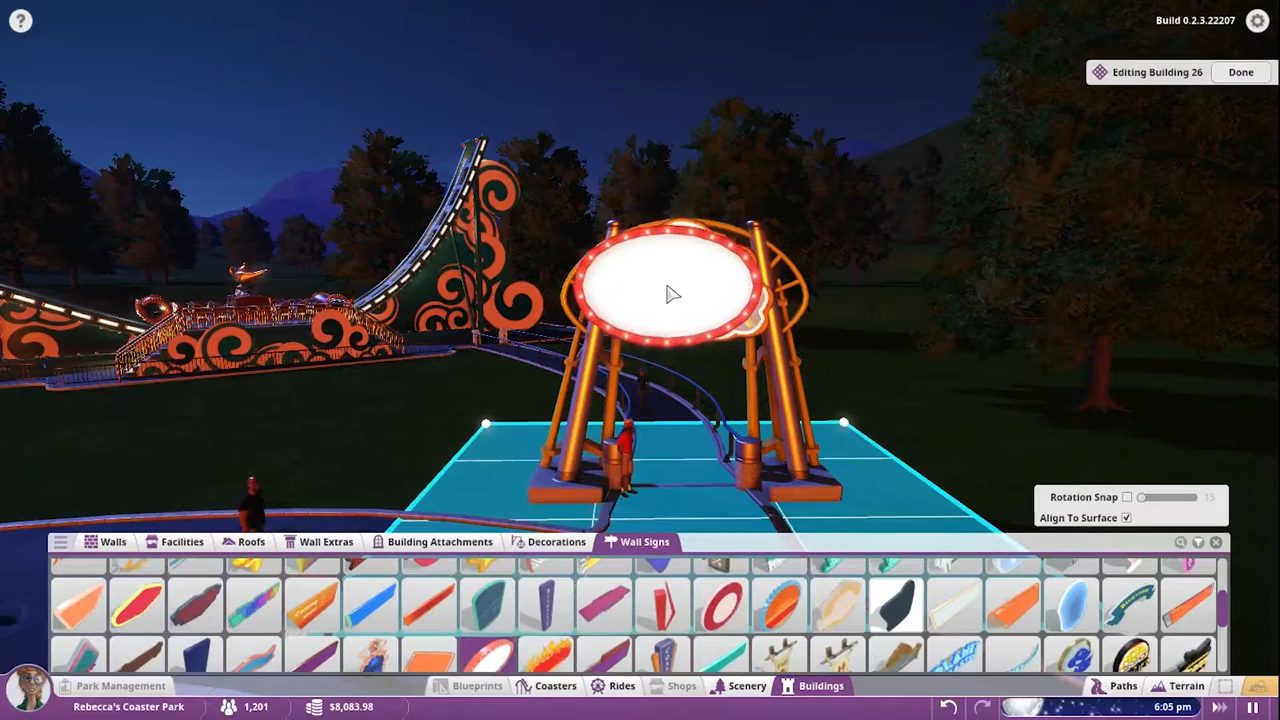 ?
Build 0.2.3.22207
Editing Building 26 Done
Rotation Snap 15
Align To Surface
Walls Facilities Roofs Wall Extras Building Attachments Decorations Wall Signs
Park Management Blueprints Coasters Rides Shops Scenery Buildings Paths Terrain
Rebecca's Coaster Park 1,201 $8,083.98 6:05 pm